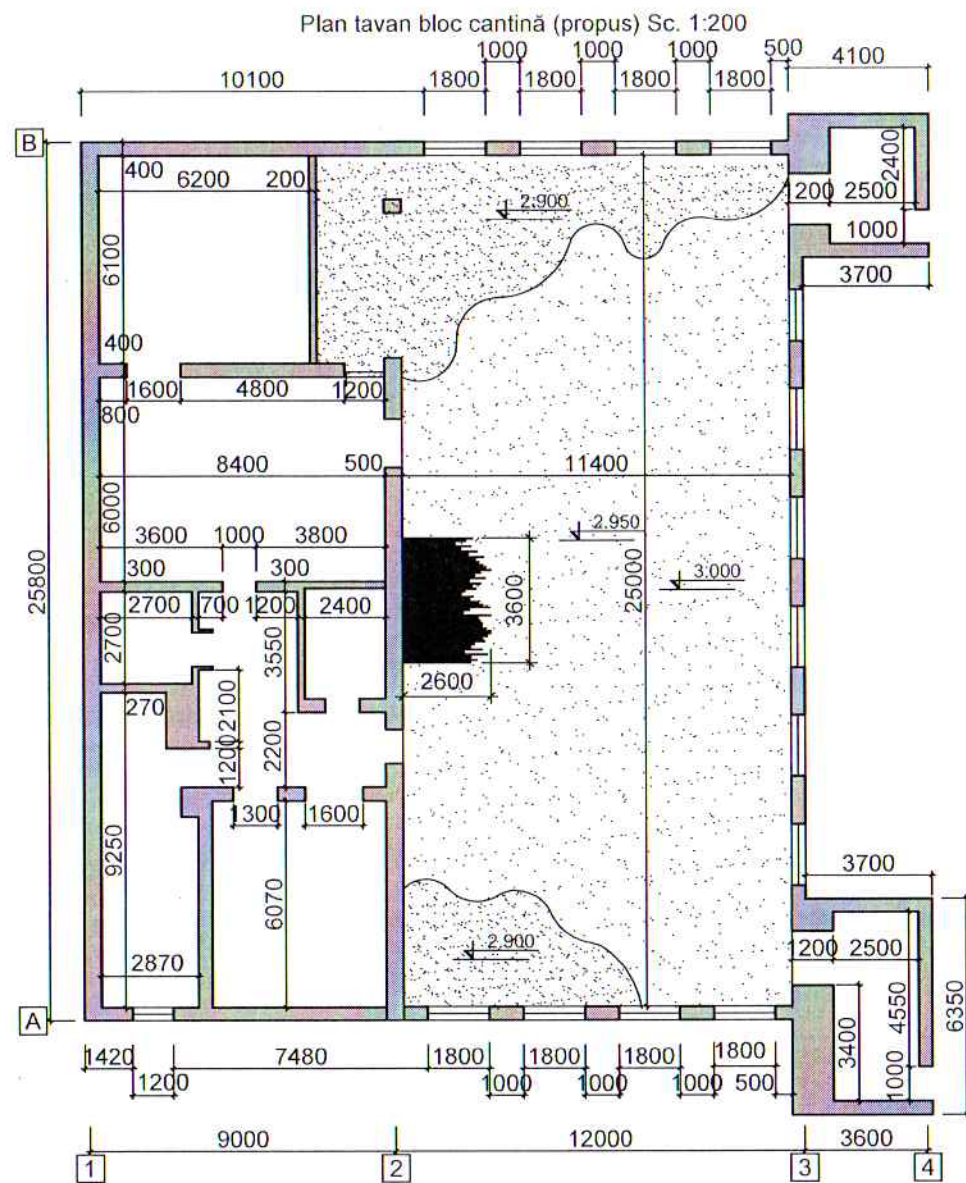 Plan tavan bloc cantină (propus) Sc. 1:200
1000 1000 1000 500 4100
10100 1800 1800 1800 1800
B
400
6200 200
2.900
2400
200 2500
6100
1000
3700
400
1600 4800 1200
800
8400 500 11400
6000
3600 1000 3800
2.950
300 300
3.000
25800
2700 700 1200 2400
2700
3550
3600
25000
2600
270
2100
2200
1200
1300 1600
9250
6070
3700
2.900
1200 2500
2870
4550
6350
3400
A
1000
1420 7480 1800 1800 1800 1800
1200 1000 1000 1000 500
9000 12000 3600
1 2 3 4